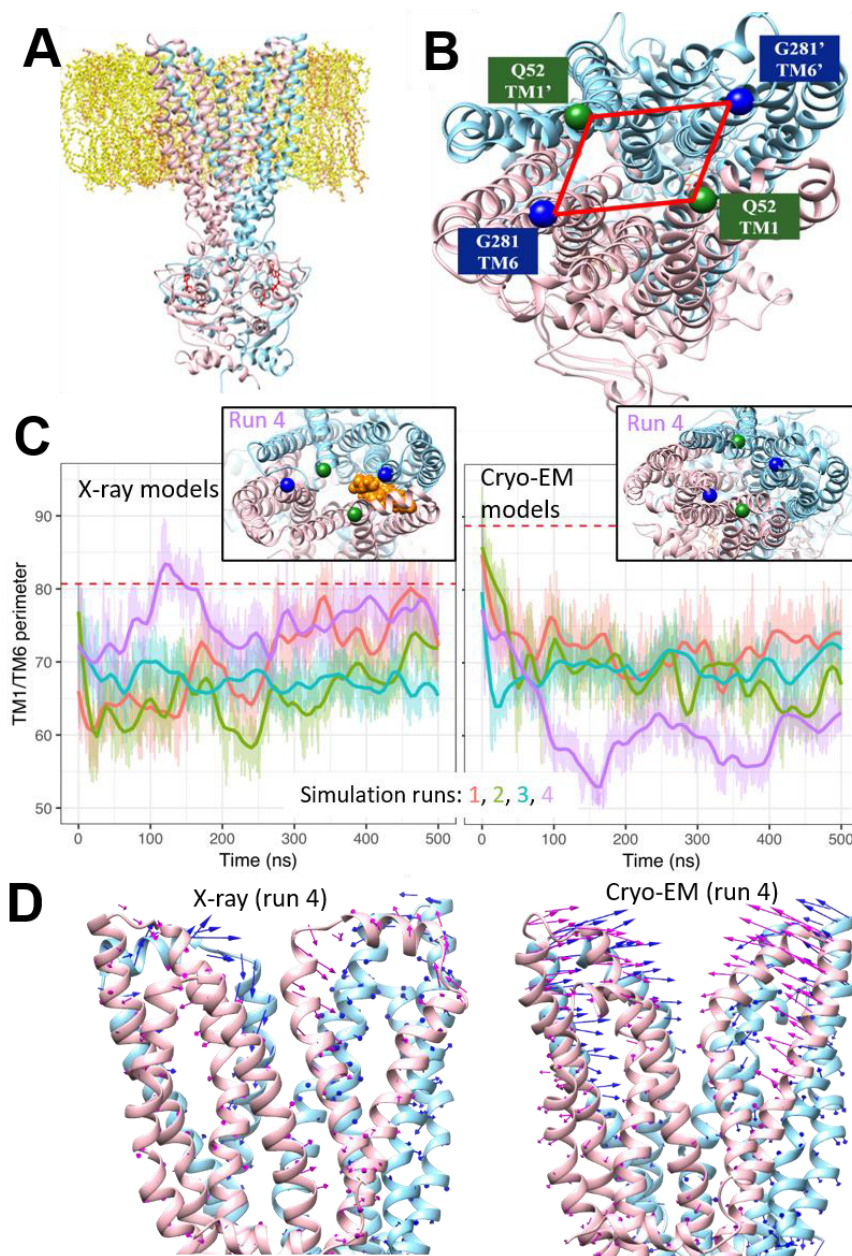 A
B
Q52
TM1’
G281’
TM6’
G281
TM6
Q52
TM1
C
Run 4
X-ray models
Run 4
Cryo-EM
models
TM1/TM6 perimeter
90
80
70
60
50
0
100
200
300
400
500
0
100
200
300
400
500
Simulation runs: 1, 2, 3, 4
Time (ns)
Time (ns)
D
X-ray (run 4)
Cryo-EM (run 4)